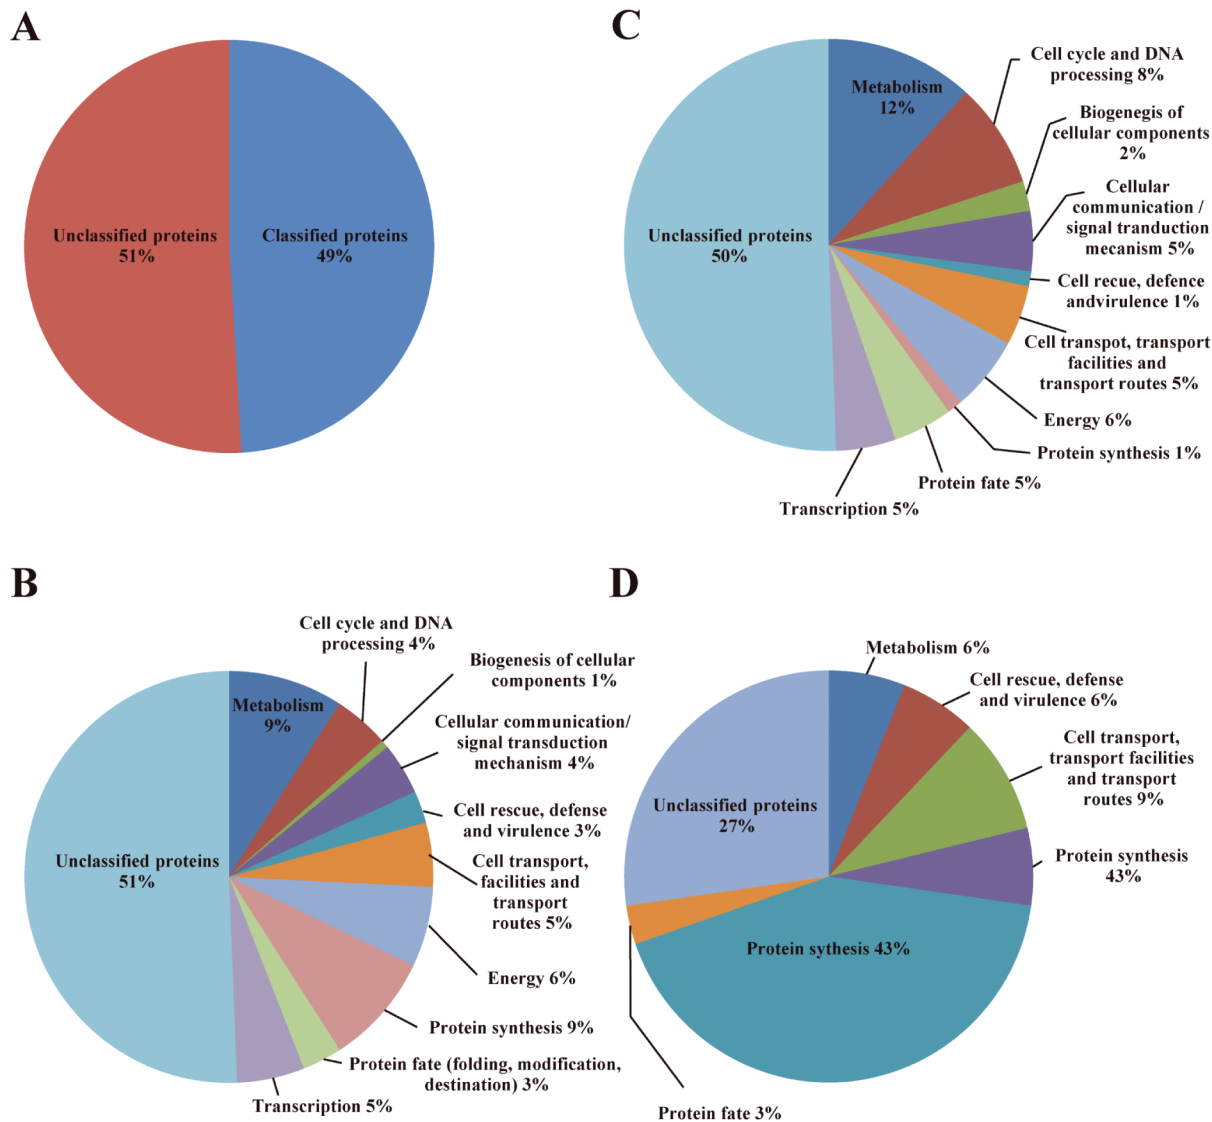 A
Unclassified proteins
51%
Classified proteins
49%
C
Metabolism
12%
Cell cycle and DNA
processing 8%
Biogenegis of
cellular components
2%
Cellular
communication /
signal tranduction
mecanism 5%
Cell recue, defence
andvirulence 1%
Cell transpot, transport
facilities and
transport routes 5%
Energy 6%
Protein synthesis 1%
Protein fate 5%
Transcription 5%
Unclassified proteins
50%
B
Cell cycle and DNA
processing 4%
Biogenesis of cellular
components 1%
Metabolism
9%
Cellular communication/
signal transduction
mechanism 4%
Cell rescue, defense
and virulence 3%
Cell transport,
facilities and
transport
routes 5%
Energy 6%
Protein synthesis 9%
Protein fate (folding, modification,
destination) 3%
Transcription 5%
Unclassified proteins
51%
D
Metabolism 6%
Cell rescue, defense
and virulence 6%
Cell transport,
transport facilities
and transport
routes 9%
Protein synthesis
43%
Protein sythesis 43%
Protein fate 3%
Unclassified proteins
27%